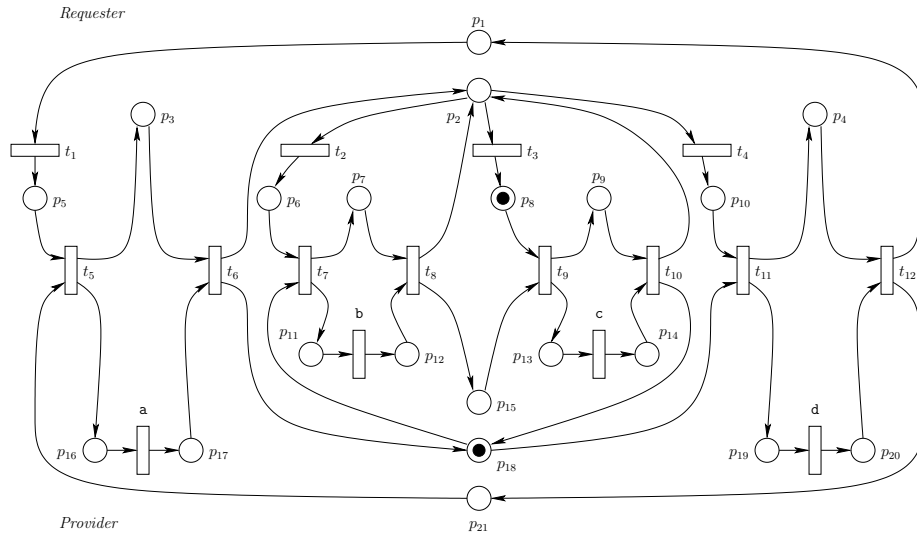 Requester
p1
p2
p3
p4
t1
t2
t3
t4
p5
p6
p7
p8
p9
p10
t5
t6
t7
t8
t9
t10
t11
t12
b
c
p11
p12
p13
p14
p15
a
d
p16
p17
p18
p19
p20
Provider
p21